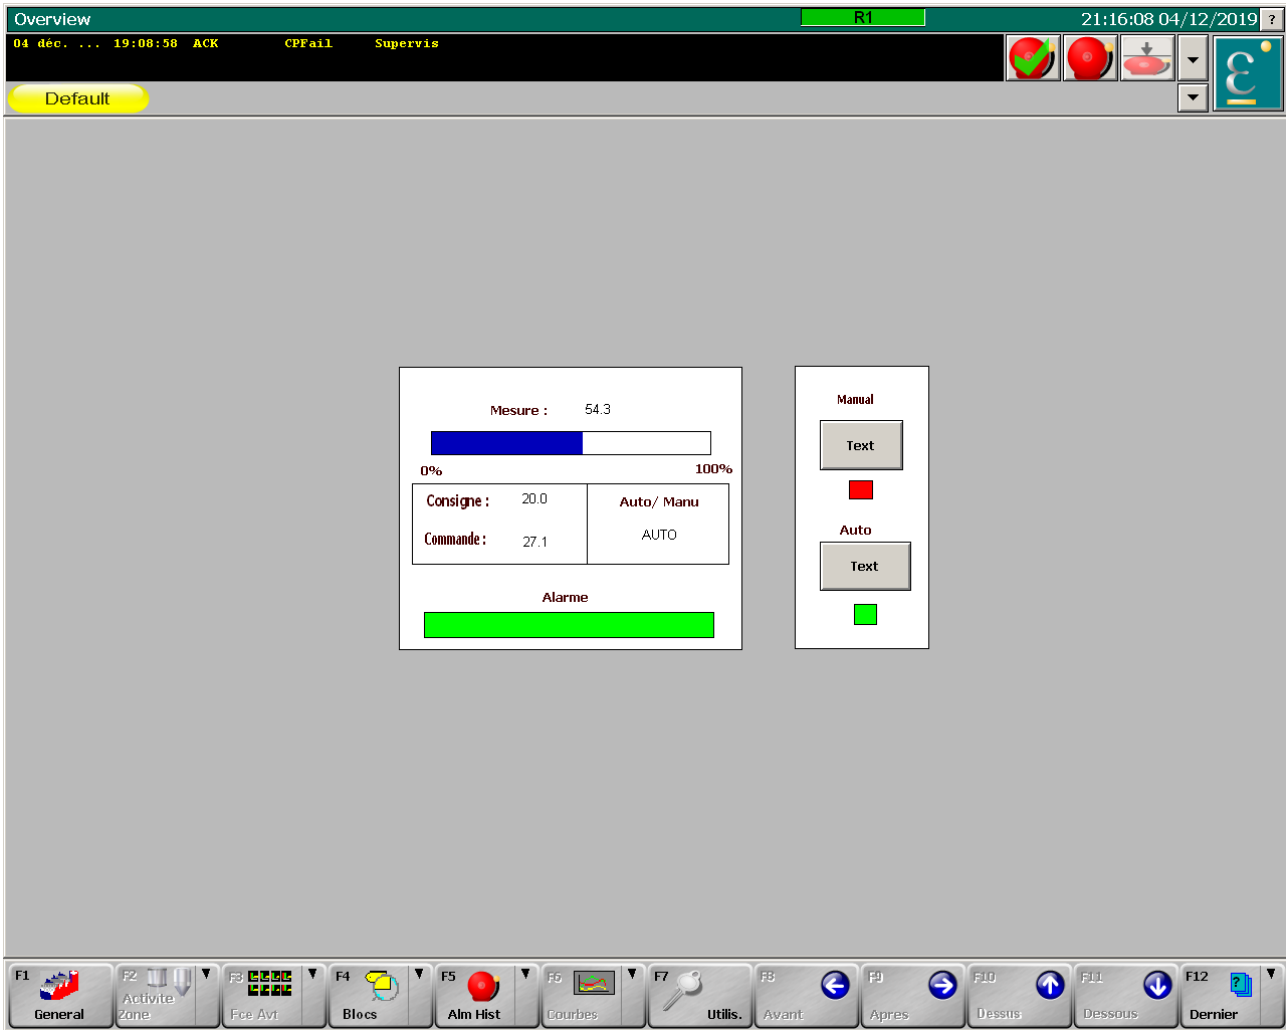 Overview R1 21:16:08 04/12/2019 ?
04 déc. ... 19:08:58 ACK CPFail Supervis
Default
Mesure : 54.3
0% 100%
Consigne : 20.0
Commande : 27.1
Auto/ Manu
AUTO
Alarme
Manual
Text
Auto
Text
F1 General
F2 Activite Zone
F3 Fce Avt
F4 Blocs
F5 Alm Hist
F6 Courbes
F7 Utilis.
F8 Avant
F9 Apres
F10 Dessus
F11 Dessous
F12 ? Dernier